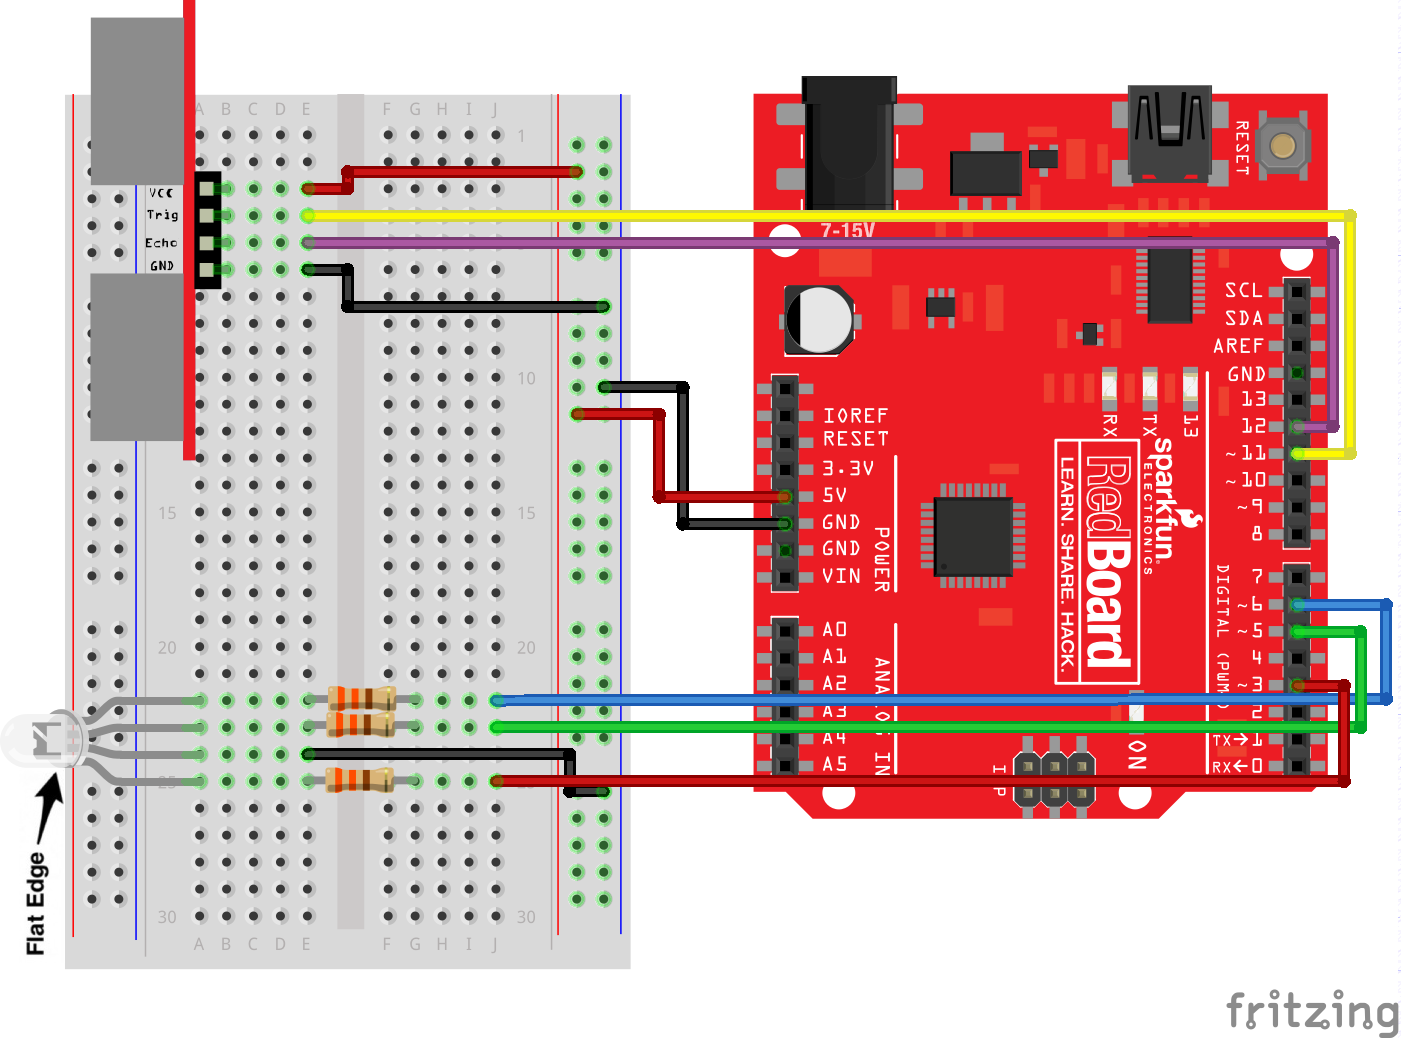 A B C D E F G H I J
1
VCC
Trig
Echo
GND
10
15 15
20 20
25
30 30
A B C D E F G H I J
Flat Edge
7-15V
RESET
IOREF
RESET
3.3V
5V
GND
GND
VIN
POWER
A0
A1
A2
A3
A4
A5
ANALOG IN
RX
TX
13
sparkfun
ELECTRONICS
RedBoard
LEARN. SHARE. HACK.
SCL
SDA
AREF
GND
13
12
~11
~10
~9
8
7
~6
~5
4
~3
2
TX→1
RX←0
DIGITAL (PWM~)
ON
fritzing